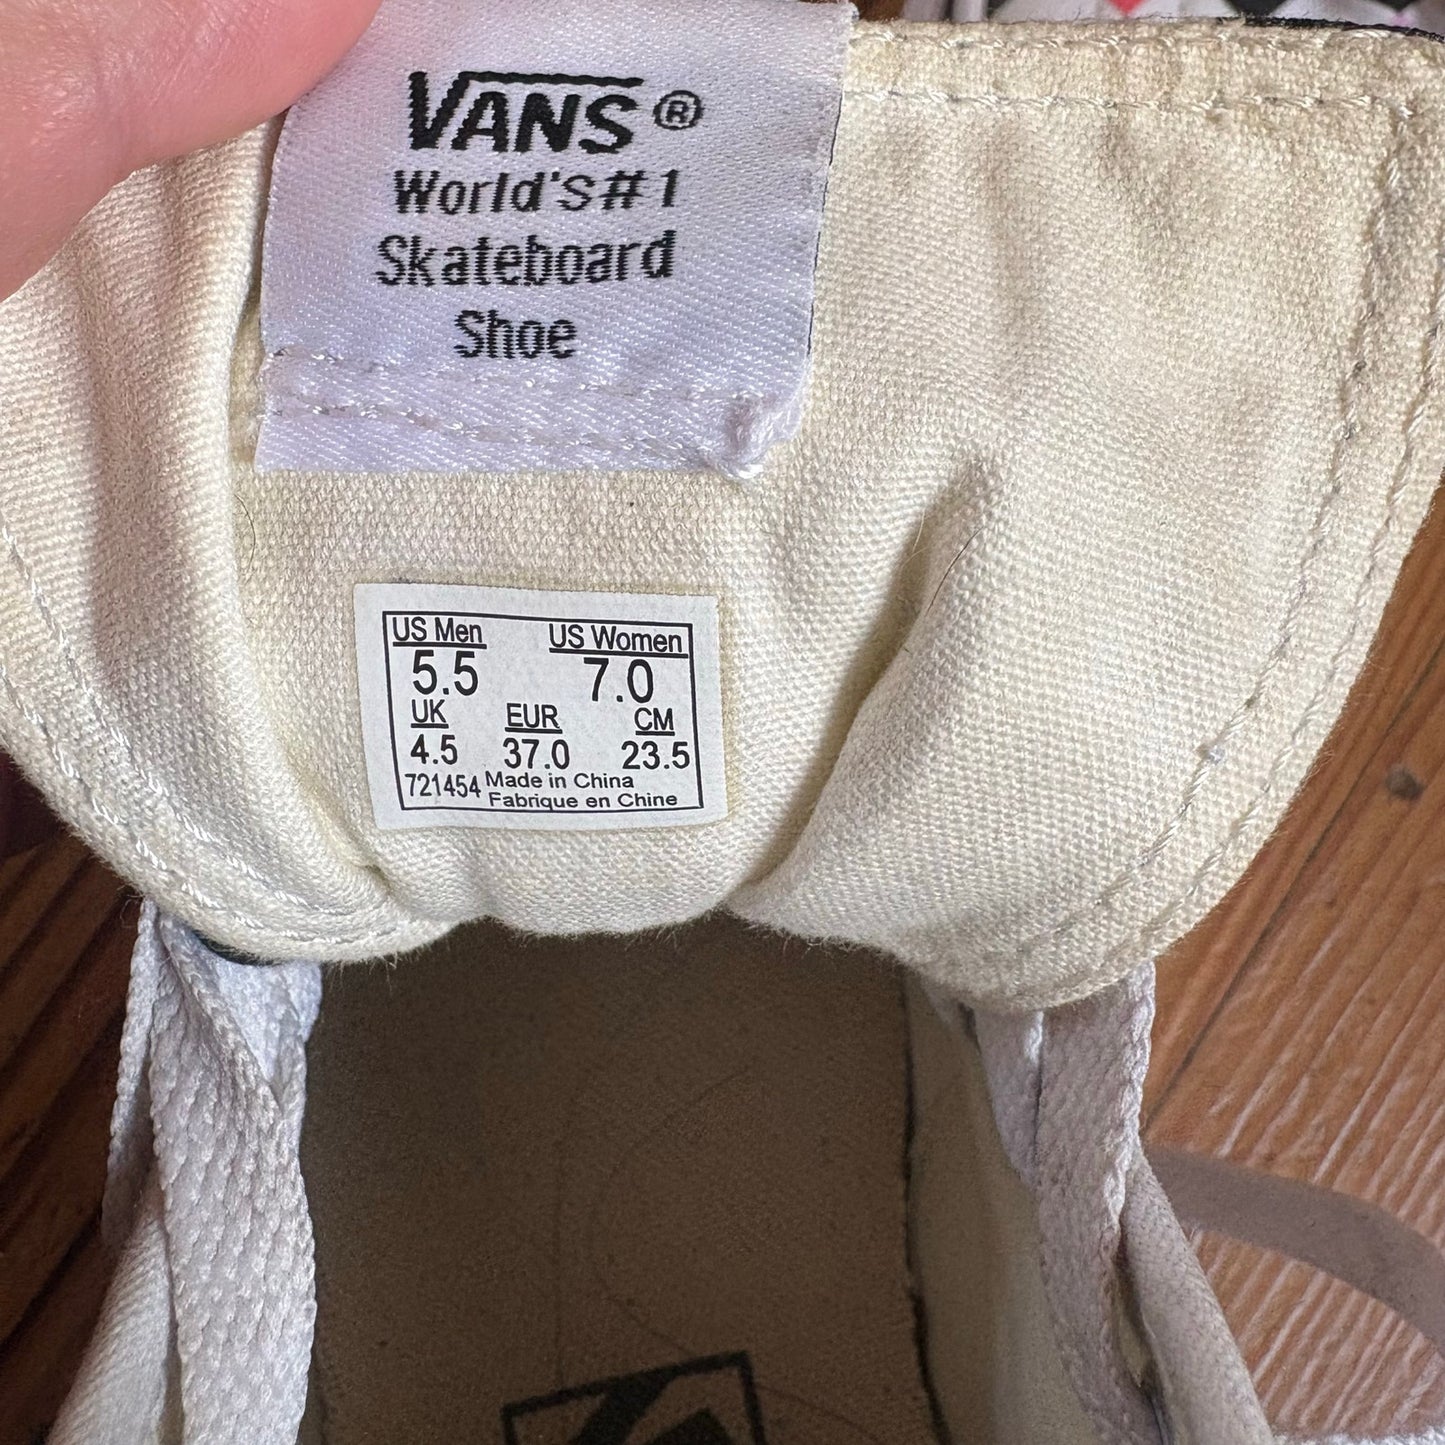 VANS®
World's #1
Skateboard
Shoe
US Men US Women
5.5 7.0
UK EUR CM
4.5 37.0 23.5
721454 Made in China
Fabrique en Chine